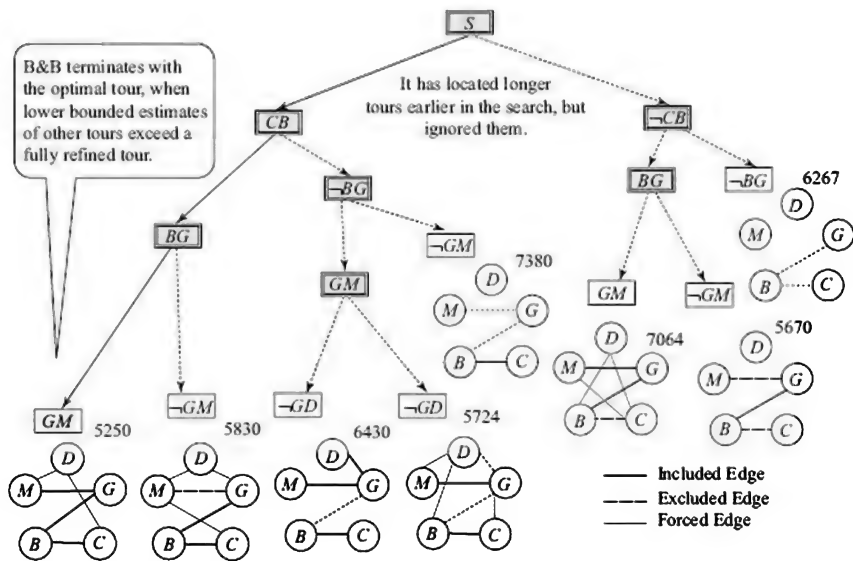 S
B&B terminates with
the optimal tour, when
lower bounded estimates
of other tours exceed a
fully refined tour.
It has located longer
tours earlier in the search, but
ignored them.
CB
¬CB
¬BG
BG
¬BG
6267
D
M
G
B
C
BG
¬GM
7380
D
M
G
B
C
GM
GM
¬GM
7064
D
M
G
B
C
5670
D
M
G
B
C
GM
5250
¬GM
5830
¬GD
6430
¬GD
5724
D
M
G
B
C
D
M
G
B
C
D
M
G
B
C
D
M
G
B
C
Included Edge
Excluded Edge
Forced Edge